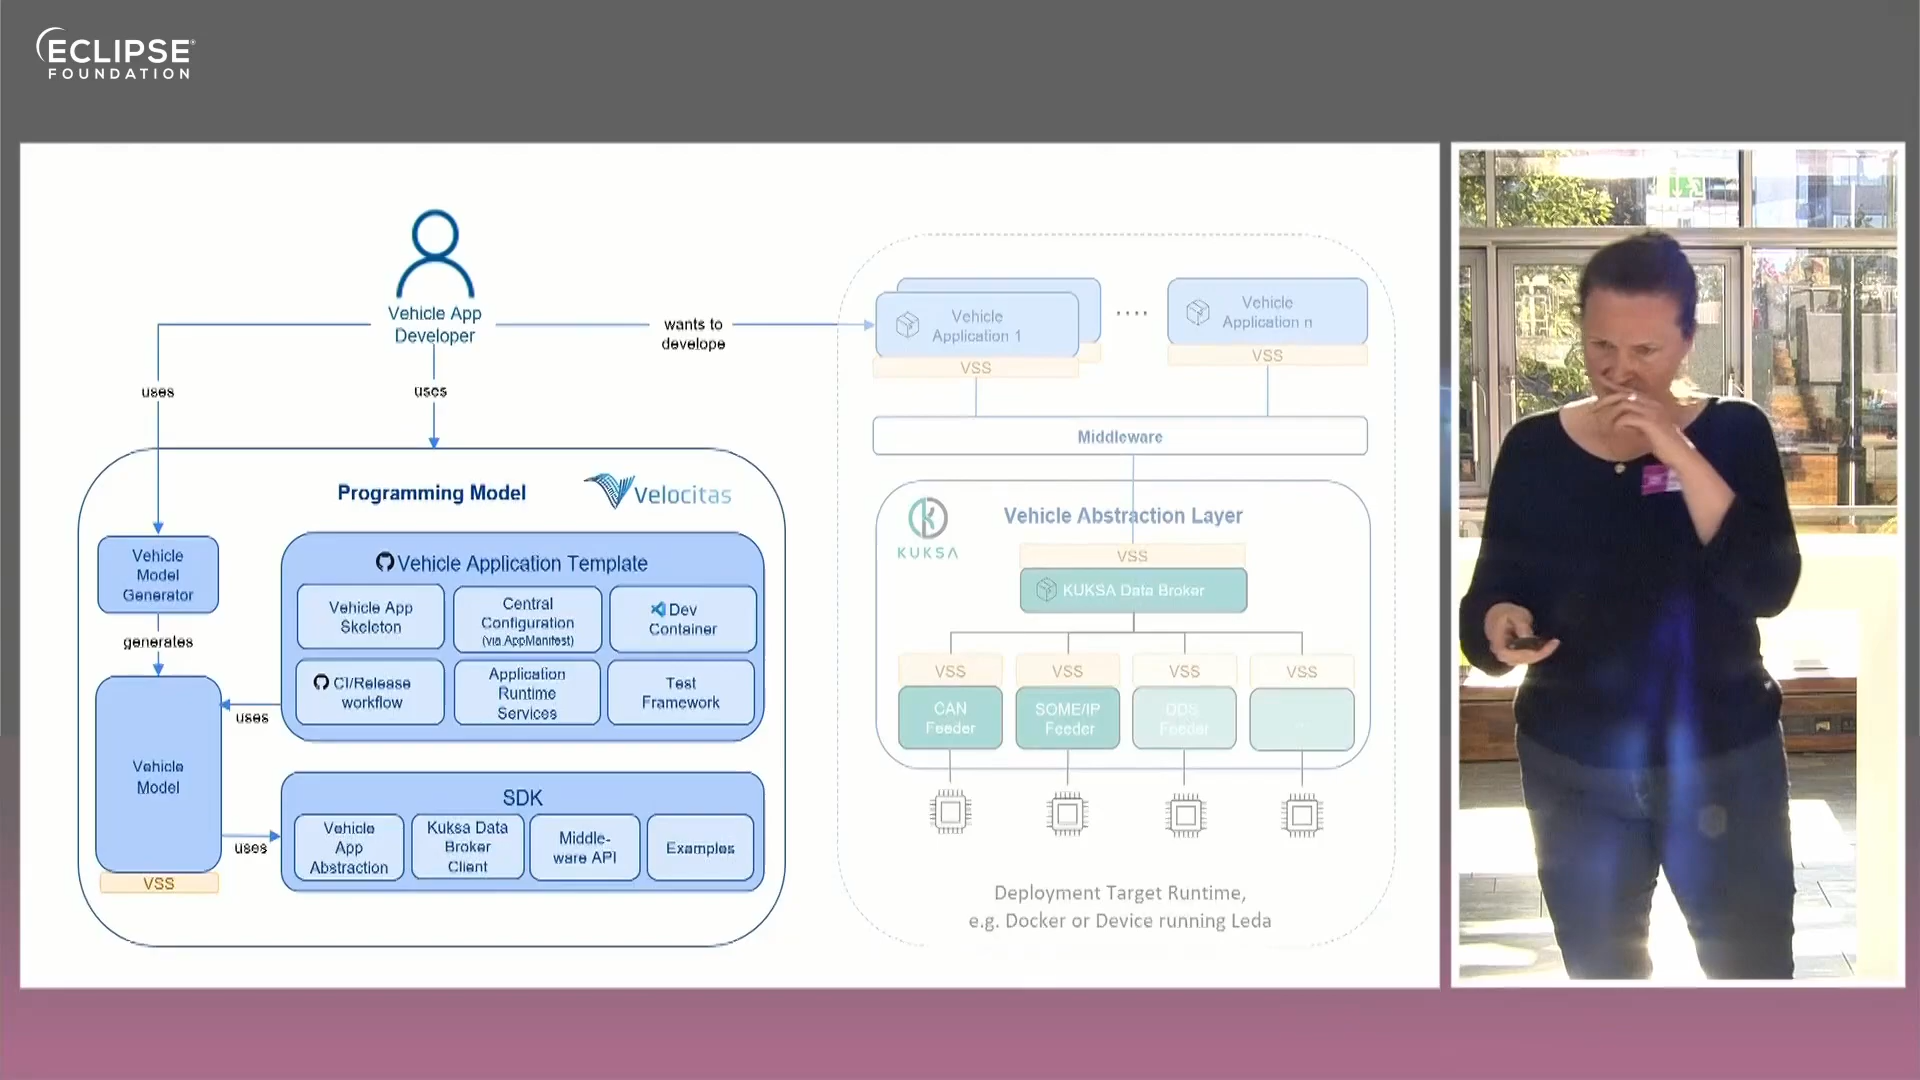 ECLIPSE
FOUNDATION
Vehicle App
Developer
wants to
develope
uses
uses
Programming Model
Velocitas
Vehicle
Model
Generator
generates
Vehicle
Model
VSS
uses
uses
Vehicle Application Template
Vehicle App
Skeleton
Central
Configuration
(via AppManifest)
Dev
Container
CI/Release
workflow
Application
Runtime
Services
Test
Framework
SDK
Vehicle
App
Abstraction
Kuksa Data
Broker
Client
Middle-
ware API
Examples
Vehicle
Application 1
VSS
....
Vehicle
Application n
VSS
Middleware
KUKSA
Vehicle Abstraction Layer
VSS
KUKSA Data Broker
VSS
CAN
Feeder
VSS
SOME/IP
Feeder
VSS
DDS
Feeder
VSS
Deployment Target Runtime,
e.g. Docker or Device running Leda